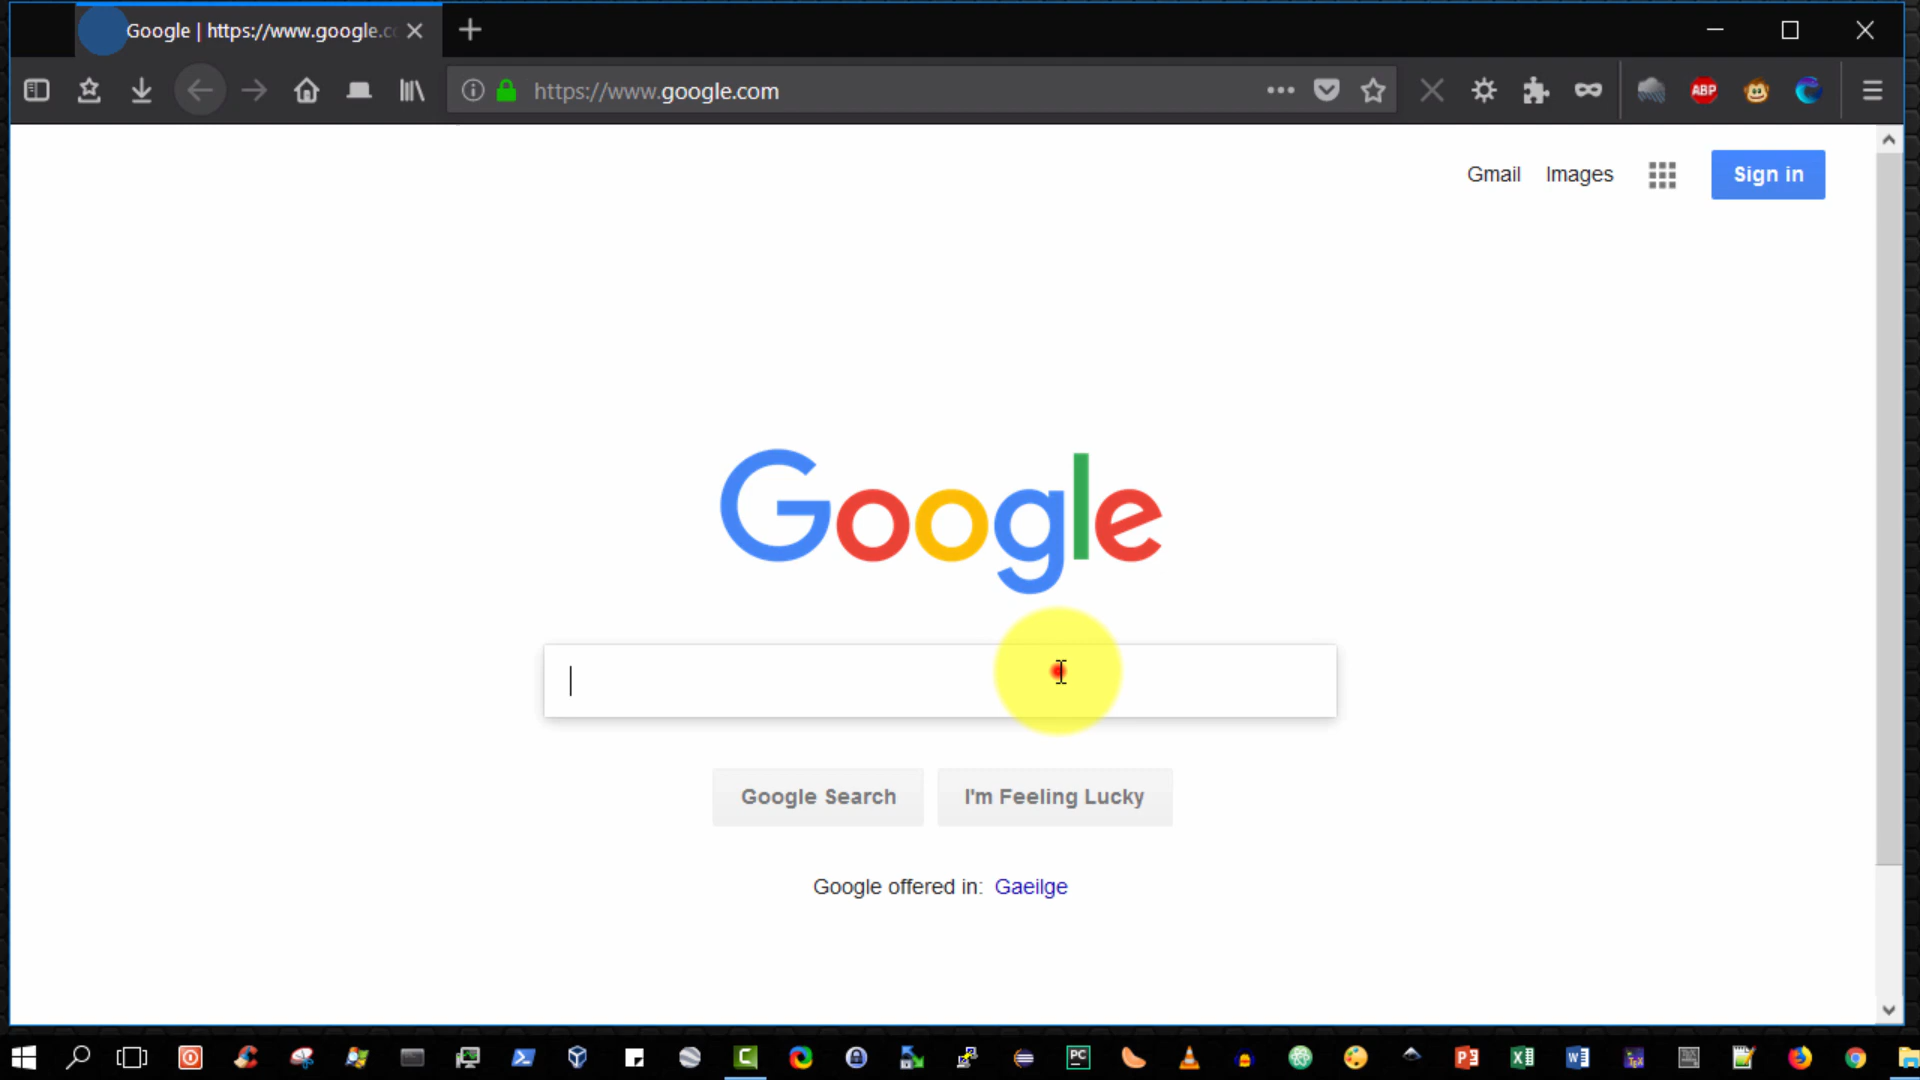 Google | https://www.google.c
https://www.google.com
ABP
Gmail Images Sign in
Google
Google Search I'm Feeling Lucky
Google offered in: Gaeilge
PC